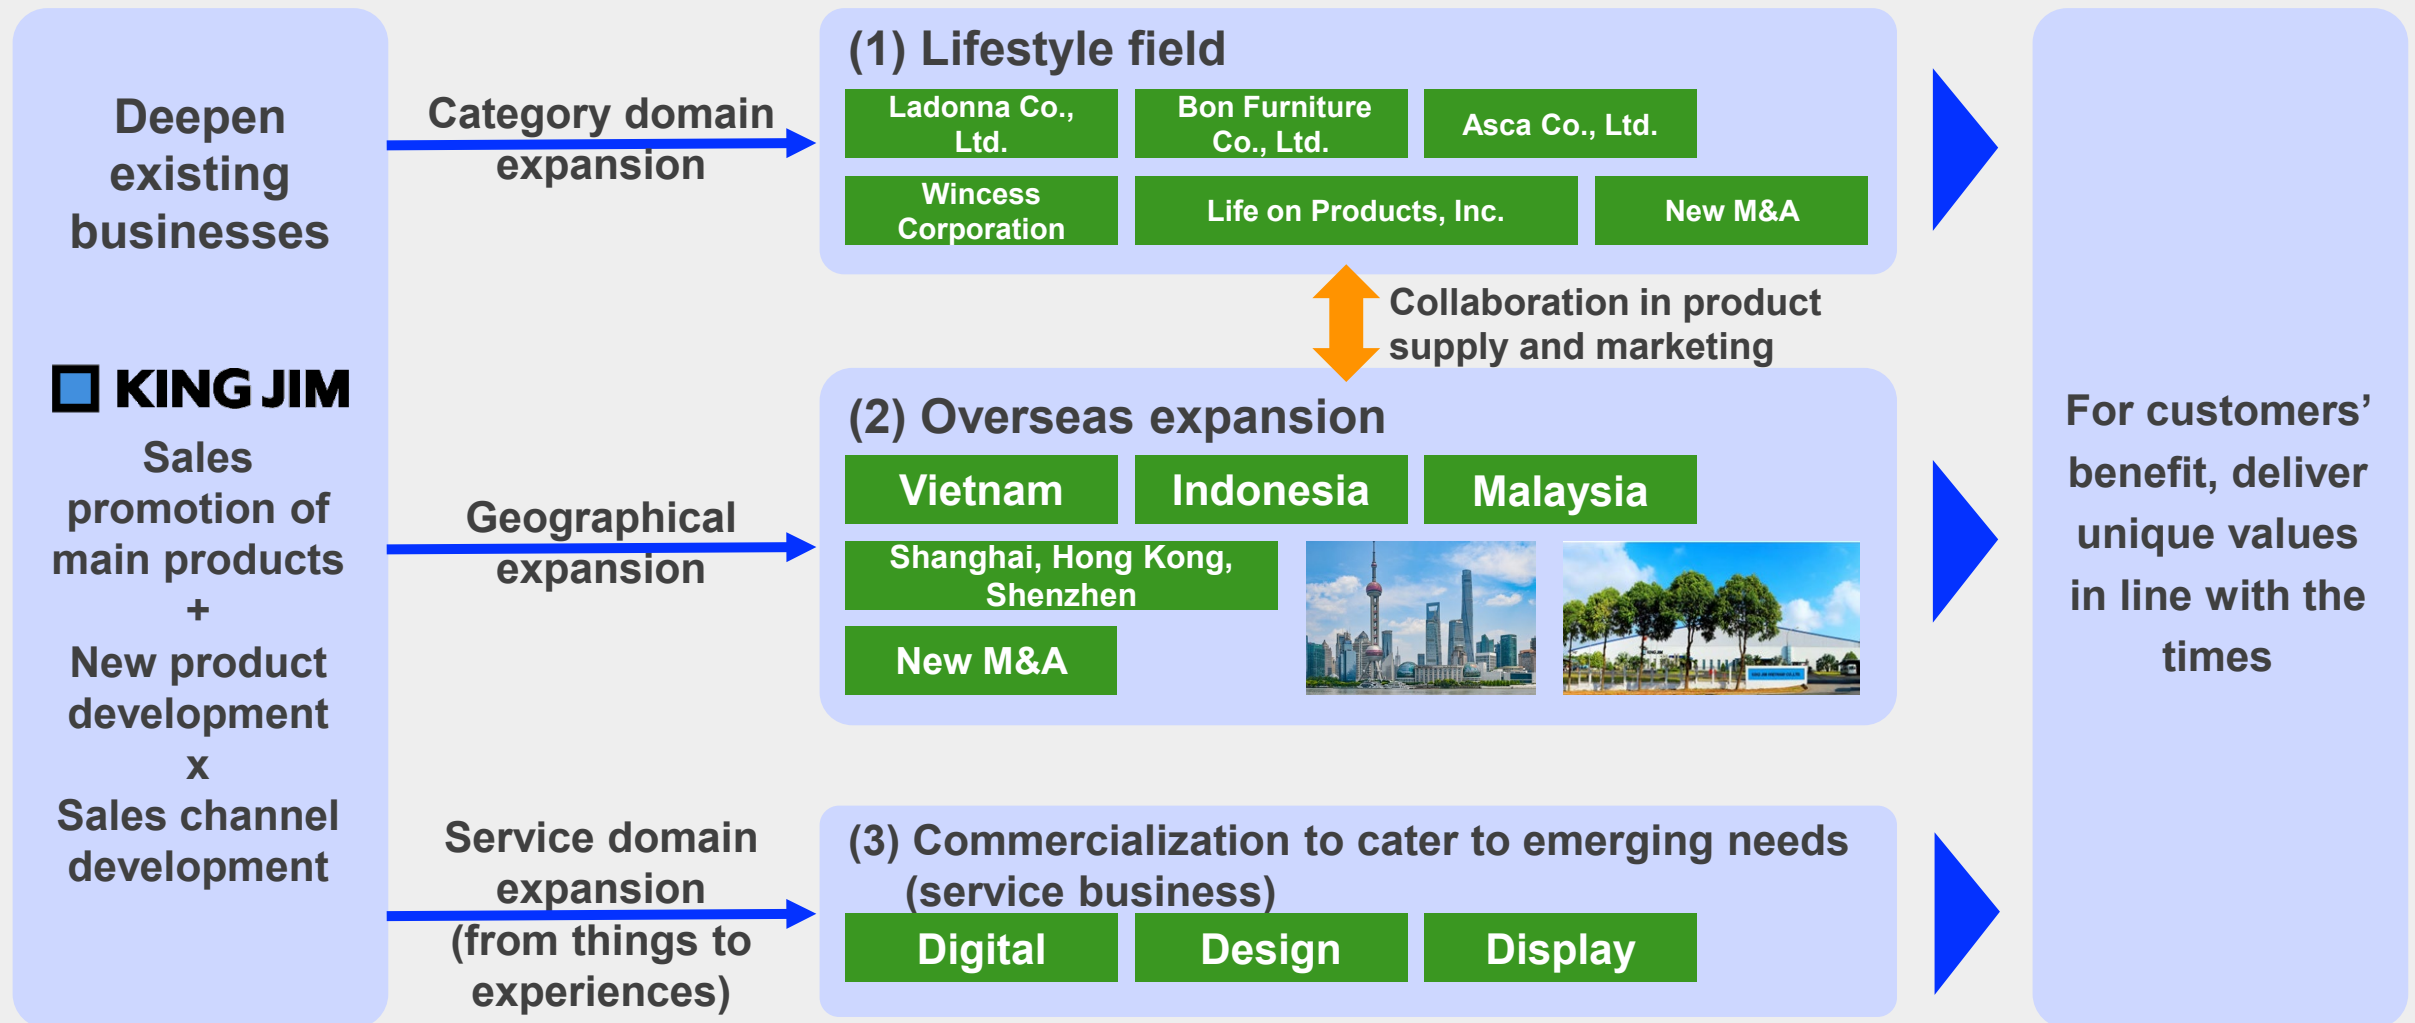 Deepen
existing
businesses
KING JIM
Sales
promotion of
main products
+
New product
development
x
Sales channel
development
Category domain
expansion
Geographical
expansion
Service domain
expansion
(from things to
experiences)
(1) Lifestyle field
Ladonna Co.,
Ltd.
Bon Furniture
Co., Ltd.
Asca Co., Ltd.
Wincess
Corporation
Life on Products, Inc.
New M&A
Collaboration in product
supply and marketing
(2) Overseas expansion
Vietnam
Indonesia
Malaysia
Shanghai, Hong Kong,
Shenzhen
New M&A
(3) Commercialization to cater to emerging needs
(service business)
Digital
Design
Display
For customers’
benefit, deliver
unique values
in line with the
times